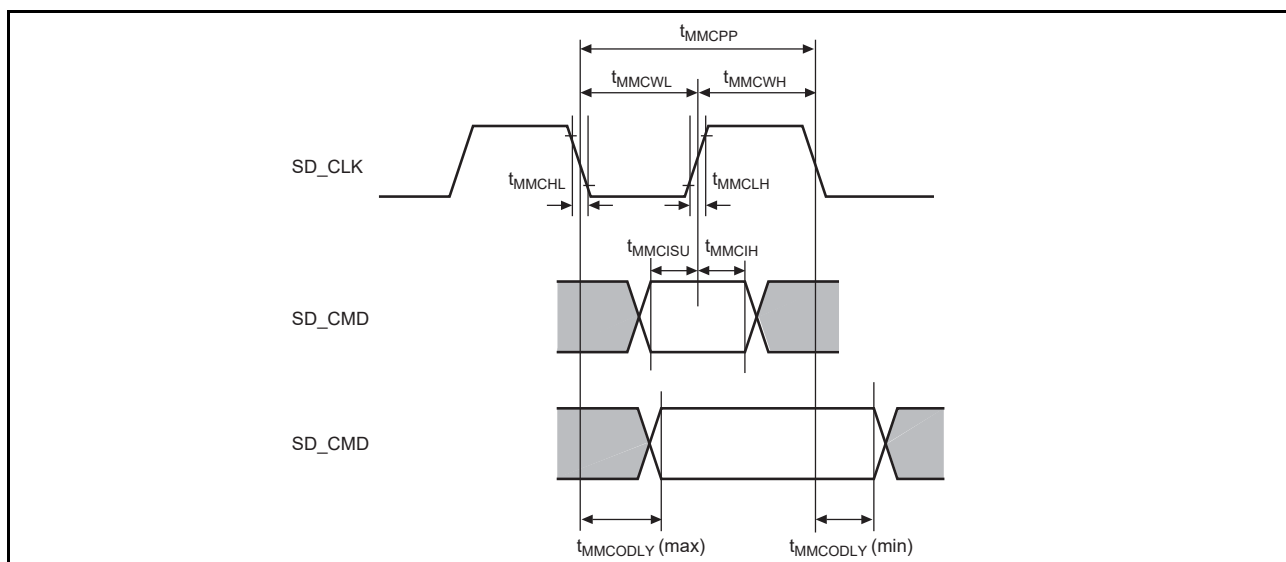 tMMCPP
tMMCWL tMMCWH
SD_CLK
tMMCHL tMMCLH
tMMCISU tMMCIH
SD_CMD
SD_CMD
tMMCODLY (max) tMMCODLY (min)